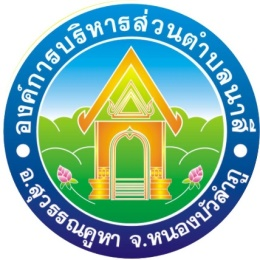 องค์การบริหารส่วนตำบลนาสี
อ.สุวรรณคูหา จ.หนองบัวลำภู